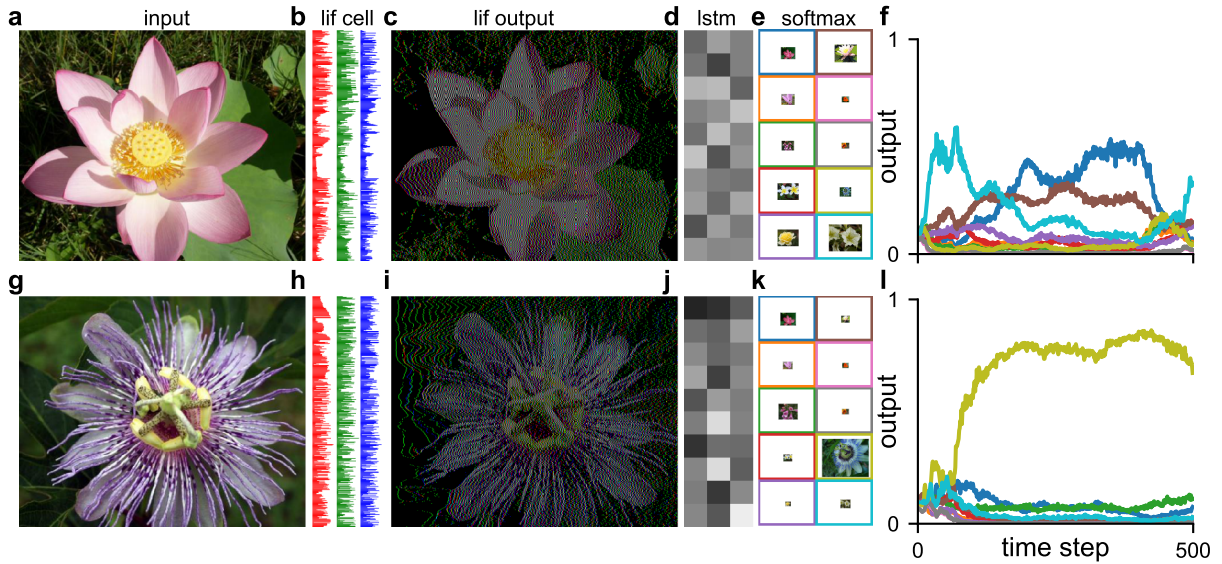 a input b lif cell c lif output d lstm e softmax f
1
output
0
g h i j k l
1
output
0
0 time step 500